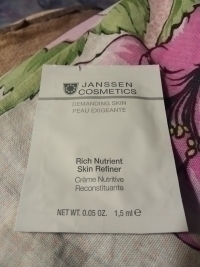 JANSSEN
COSMETICS
DEMANDING SKIN
PEAU EXIGEANTE
Rich Nutrient
Skin Refiner
Crème Nutritive
Reconstituante
NET WT. 0.05 OZ. 1,5 ml ℮